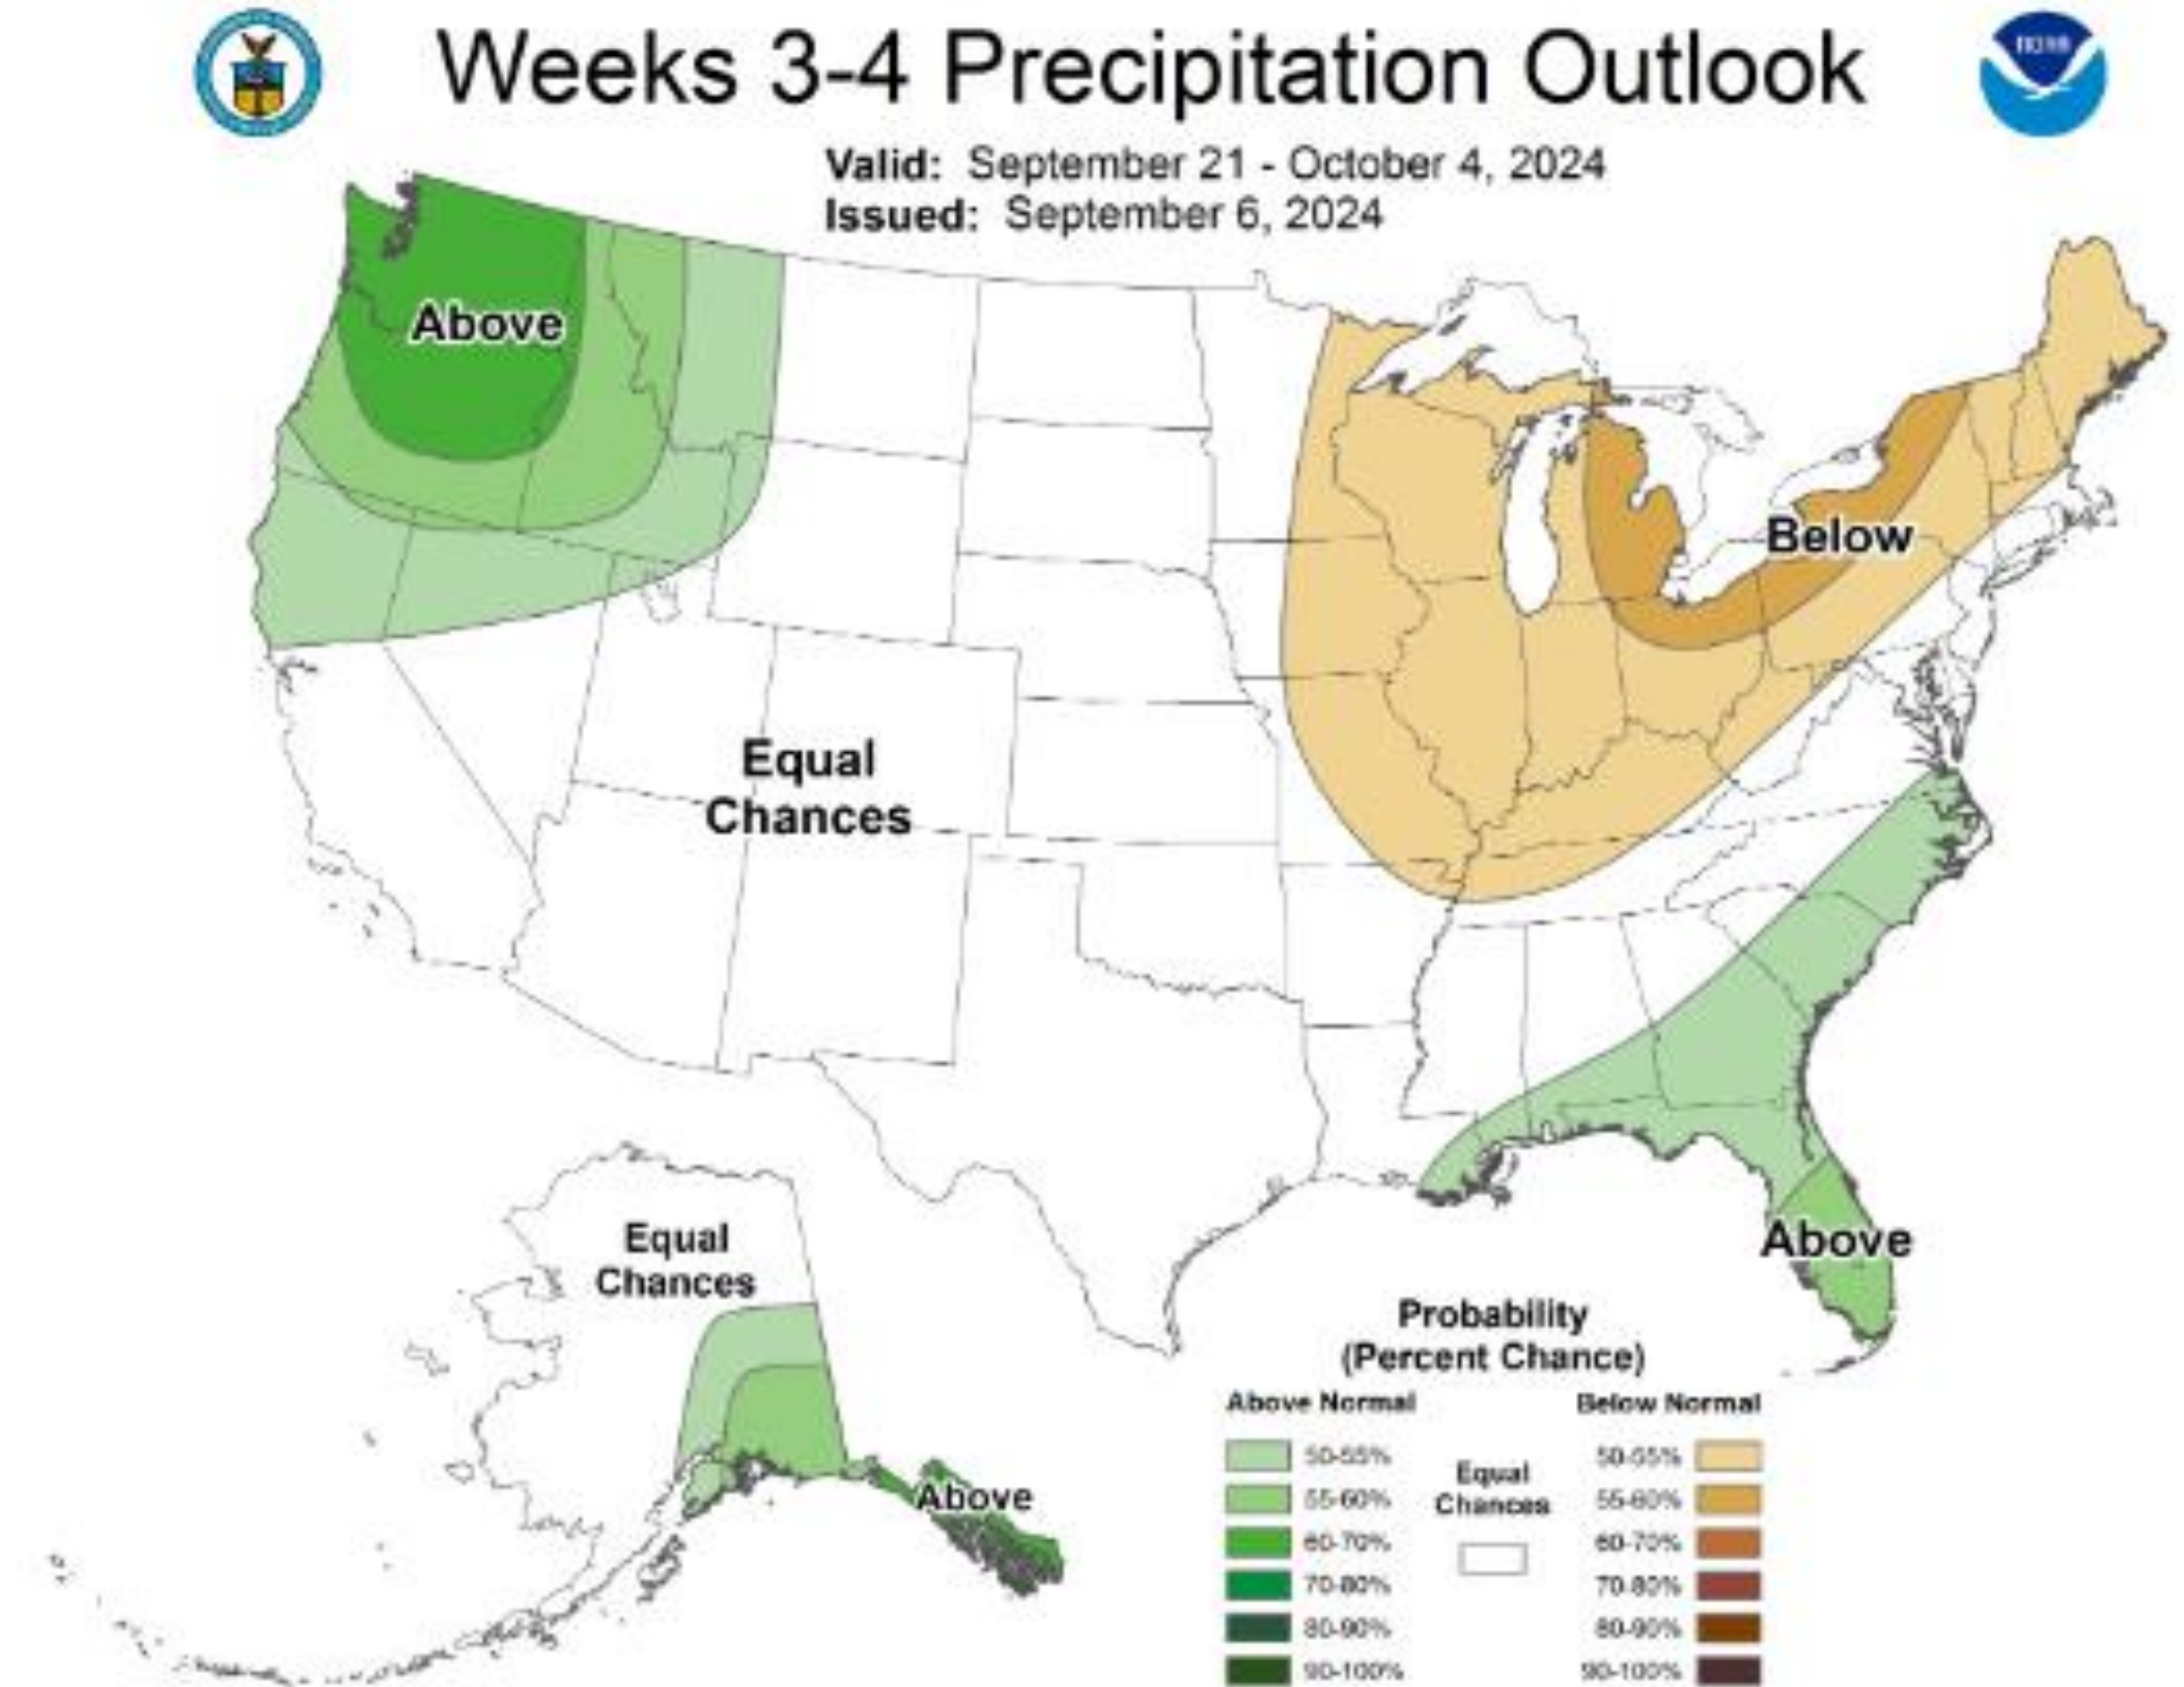 Weeks 3-4 Precipitation Outlook
noaa
Valid: September 21 - October 4, 2024
Issued: September 6, 2024
Above
Below
Equal
Chances
Equal
Chances
Above
Above
Probability
(Percent Chance)
Above Normal
Below Normal
50-55%
55-60%
60-70%
70-80%
80-90%
90-100%
Equal
Chances
50-55%
55-60%
60-70%
70-80%
80-90%
90-100%